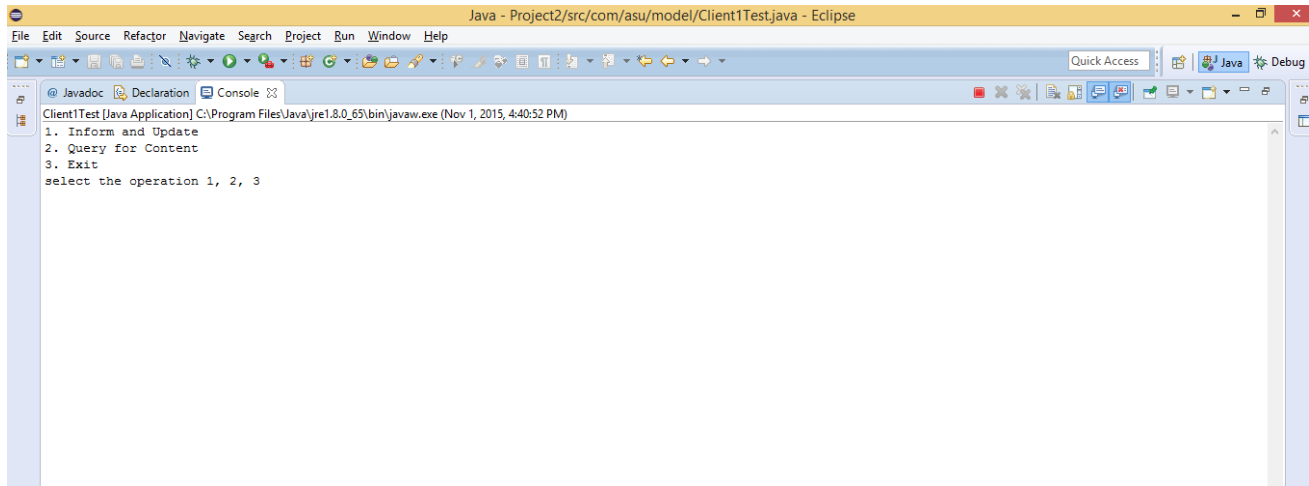 Java - Project2/src/com/asu/model/Client1Test.java - Eclipse
File Edit Source Refactor Navigate Search Project Run Window Help
Quick Access Java Debug
@ Javadoc Declaration Console
Client1Test [Java Application] C:\Program Files\Java\jre1.8.0_65\bin\javaw.exe (Nov 1, 2015, 4:40:52 PM)
1. Inform and Update
2. Query for Content
3. Exit
select the operation 1, 2, 3